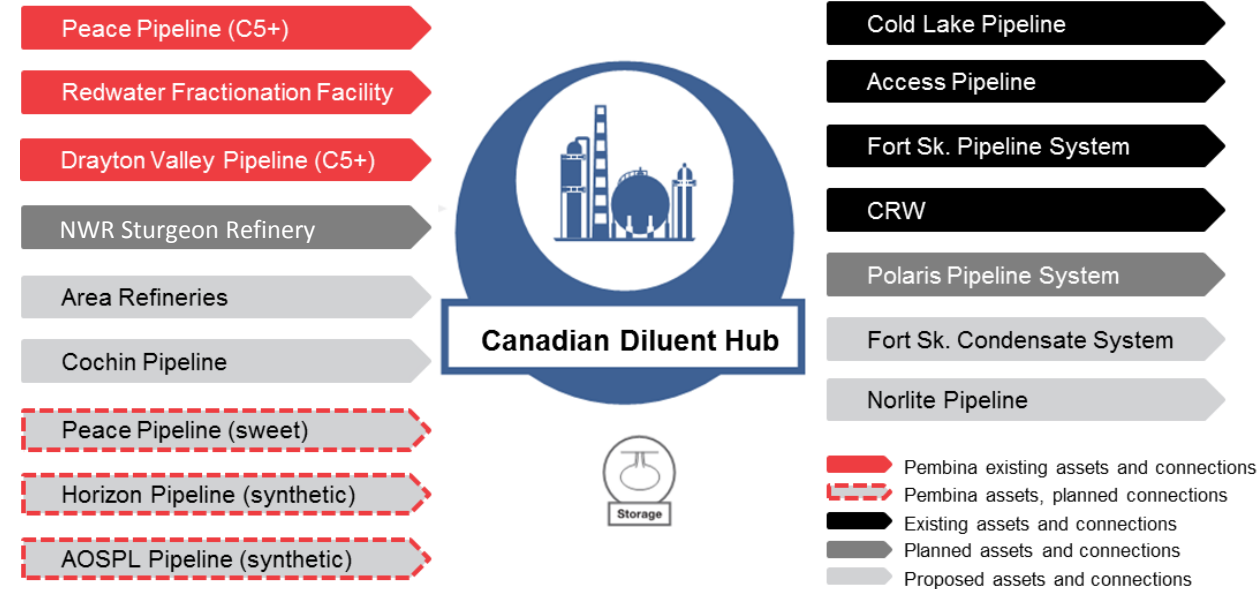 Peace Pipeline (C5+)
Redwater Fractionation Facility
Drayton Valley Pipeline (C5+)
NWR Sturgeon Refinery
Area Refineries
Cochin Pipeline
Peace Pipeline (sweet)
Horizon Pipeline (synthetic)
AOSPL Pipeline (synthetic)
Canadian Diluent Hub
Storage
Cold Lake Pipeline
Access Pipeline
Fort Sk. Pipeline System
CRW
Polaris Pipeline System
Fort Sk. Condensate System
Norlite Pipeline
Pembina existing assets and connections
Pembina assets, planned connections
Existing assets and connections
Planned assets and connections
Proposed assets and connections